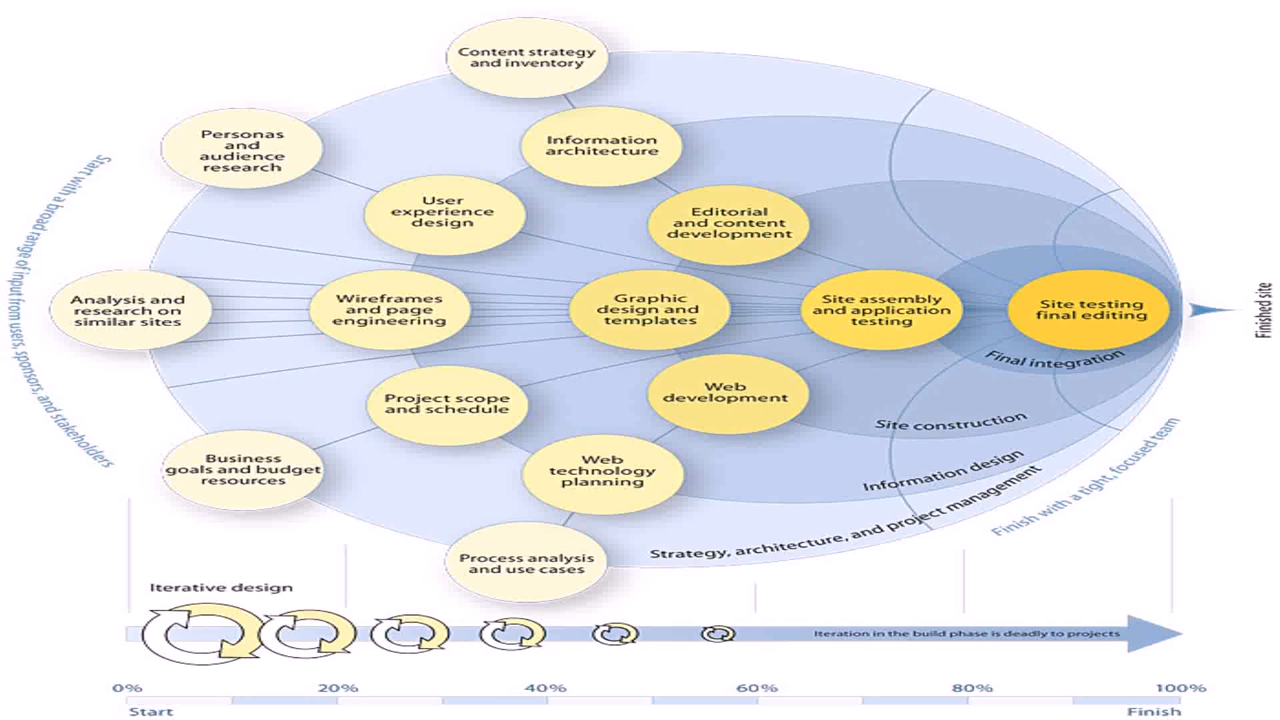 Content strategy
and inventory
Personas
and
audience
research
Information
architecture
User
experience
design
Editorial
and content
development
Start with a broad range of input from users, sponsors, and stakeholders
Analysis and
research on
similar sites
Wireframes
and page
engineering
Graphic
design and
templates
Site assembly
and application
testing
Site testing
final editing
Finished site
Final integration
Project scope
and schedule
Web
development
Site construction
Business
goals and budget
resources
Web
technology
planning
Information design
Strategy, architecture, and project management
Finish with a tight, focused team
Process analysis
and use cases
Iterative design
Iteration in the build phase is deadly to projects
0% 20% 40% 60% 80% 100%
Start Finish